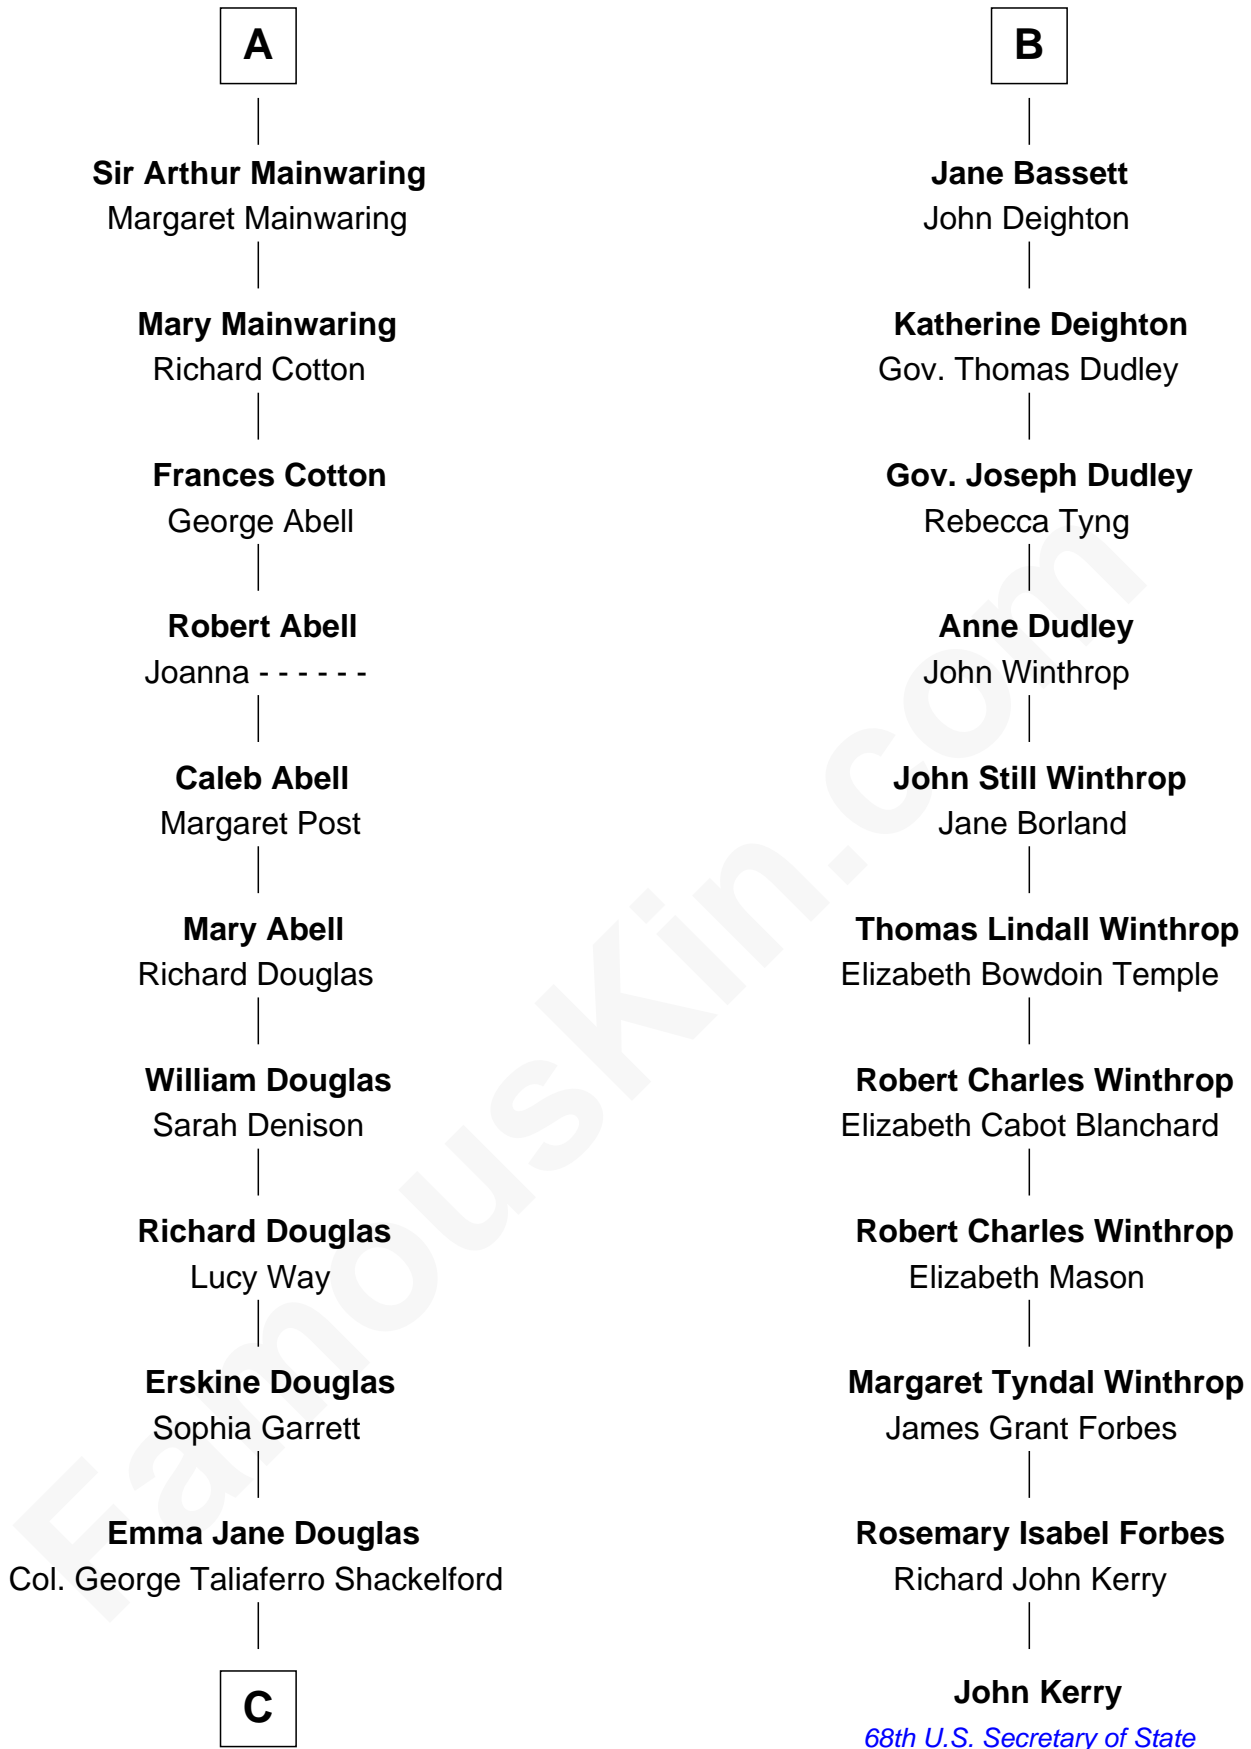 A
Sir Arthur Mainwaring
Margaret Mainwaring
Mary Mainwaring
Richard Cotton
Frances Cotton
George Abell
Robert Abell
Joanna - - - - - -
Caleb Abell
Margaret Post
Mary Abell
Richard Douglas
William Douglas
Sarah Denison
Richard Douglas
Lucy Way
Erskine Douglas
Sophia Garrett
Emma Jane Douglas
Col. George Taliaferro Shackelford
C
B
Jane Bassett
John Deighton
Katherine Deighton
Gov. Thomas Dudley
Gov. Joseph Dudley
Rebecca Tyng
Anne Dudley
John Winthrop
John Still Winthrop
Jane Borland
Thomas Lindall Winthrop
Elizabeth Bowdoin Temple
Robert Charles Winthrop
Elizabeth Cabot Blanchard
Robert Charles Winthrop
Elizabeth Mason
Margaret Tyndal Winthrop
James Grant Forbes
Rosemary Isabel Forbes
Richard John Kerry
John Kerry
68th U.S. Secretary of State
FamousKin.com